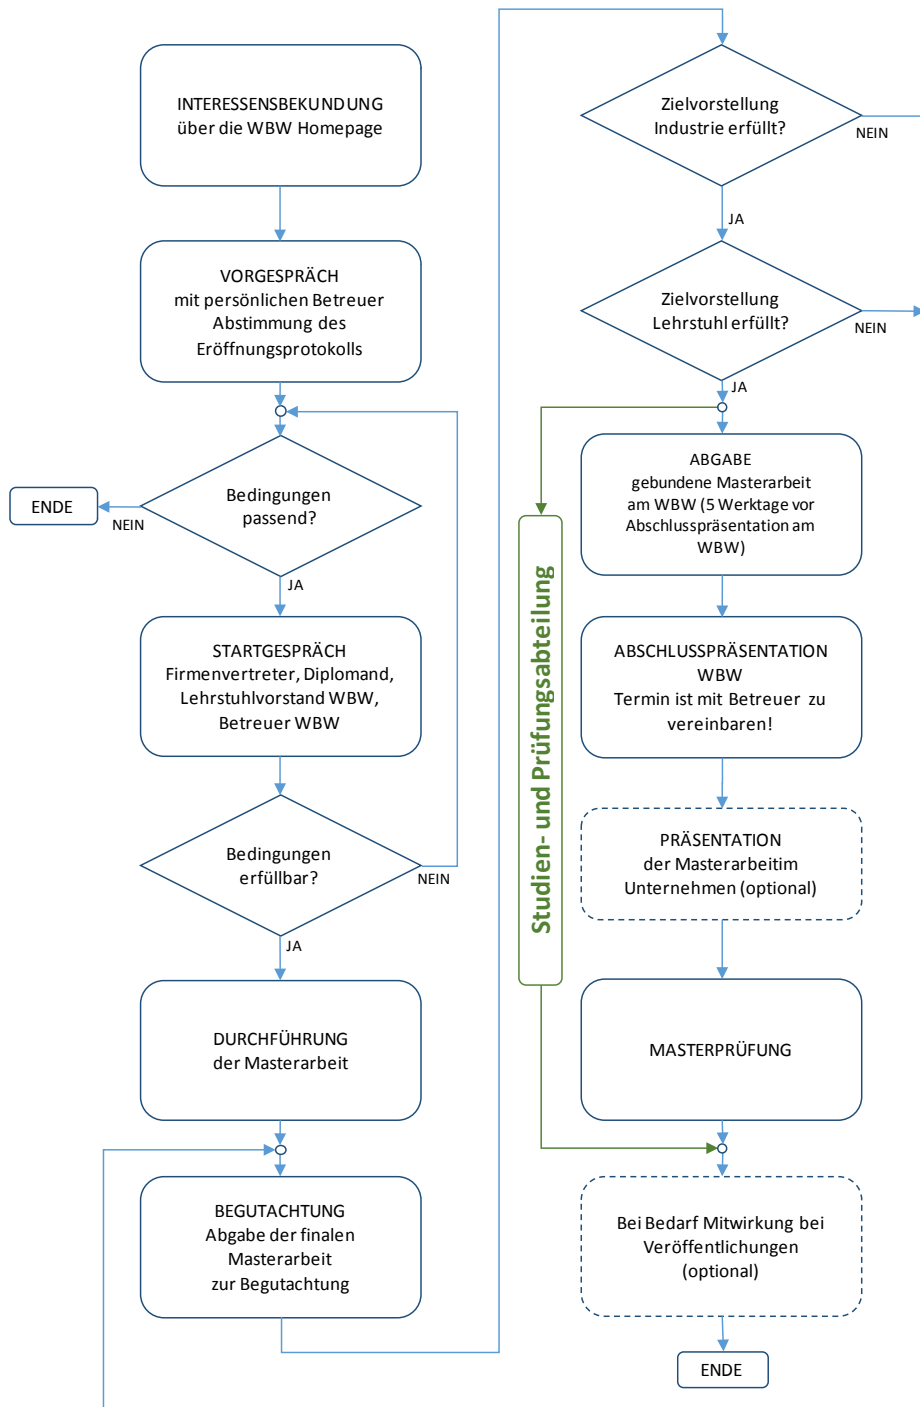 INTERESSENSBEKUNDUNG
über die WBW Homepage
VORGESPRÄCH
mit persönlichen Betreuer
Abstimmung des
Eröffnungsprotokolls
Bedingungen
passend?
ENDE
NEIN
JA
STARTGESPRÄCH
Firmenvertreter, Diplomand,
Lehrstuhlvorstand WBW,
Betreuer WBW
Bedingungen
erfüllbar?
NEIN
JA
DURCHFÜHRUNG
der Masterarbeit
BEGUTACHTUNG
Abgabe der finalen
Masterarbeit
zur Begutachtung
Zielvorstellung
Industrie erfüllt?
NEIN
JA
Zielvorstellung
Lehrstuhl erfüllt?
NEIN
JA
Studien- und Prüfungsabteilung
ABGABE
gebundene Masterarbeit
am WBW (5 Werktage vor
Abschlusspräsentation am
WBW)
ABSCHLUSSPRÄSENTATION
WBW
Termin ist mit Betreuer zu
vereinbaren!
PRÄSENTATION
der Masterarbeitim
Unternehmen (optional)
MASTERPRÜFUNG
Bei Bedarf Mitwirkung bei
Veröffentlichungen
(optional)
ENDE